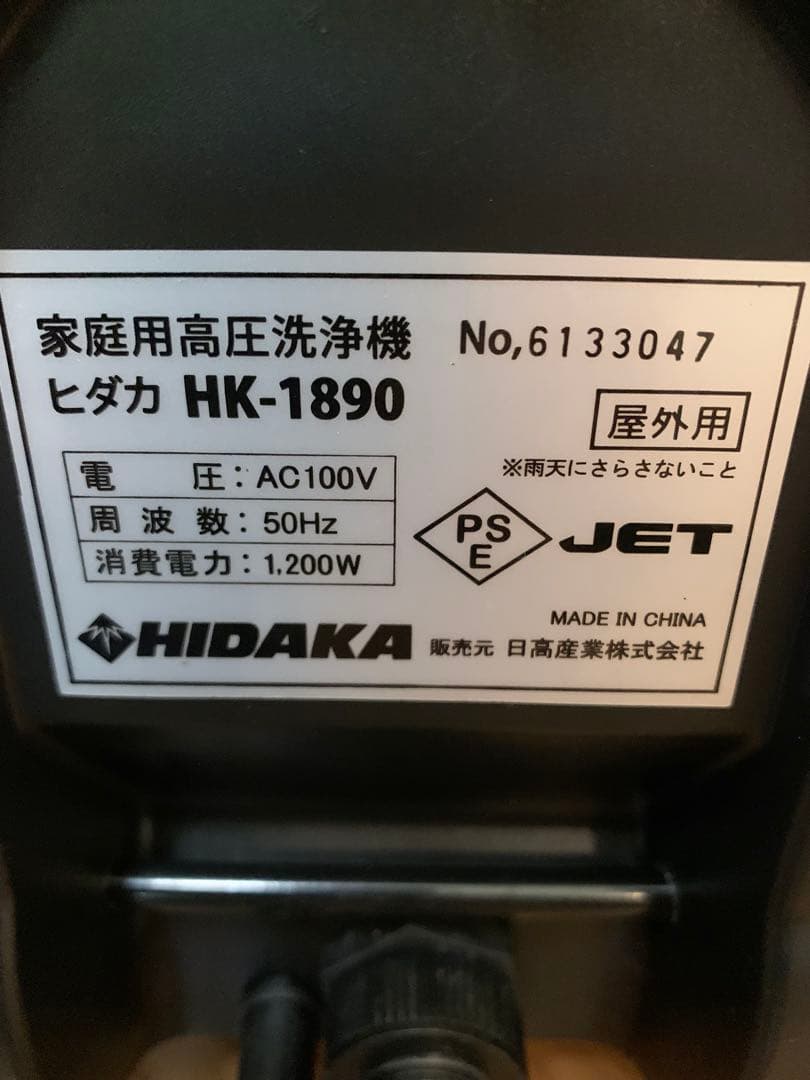 家庭用高圧洗浄機 No,6133047
ヒダカ HK-1890
屋外用
※雨天にさらさないこと
電圧：AC100V
周波数：50Hz
消費電力：1,200W
PS
E
JET
MADE IN CHINA
HIDAKA 販売元 日高産業株式会社